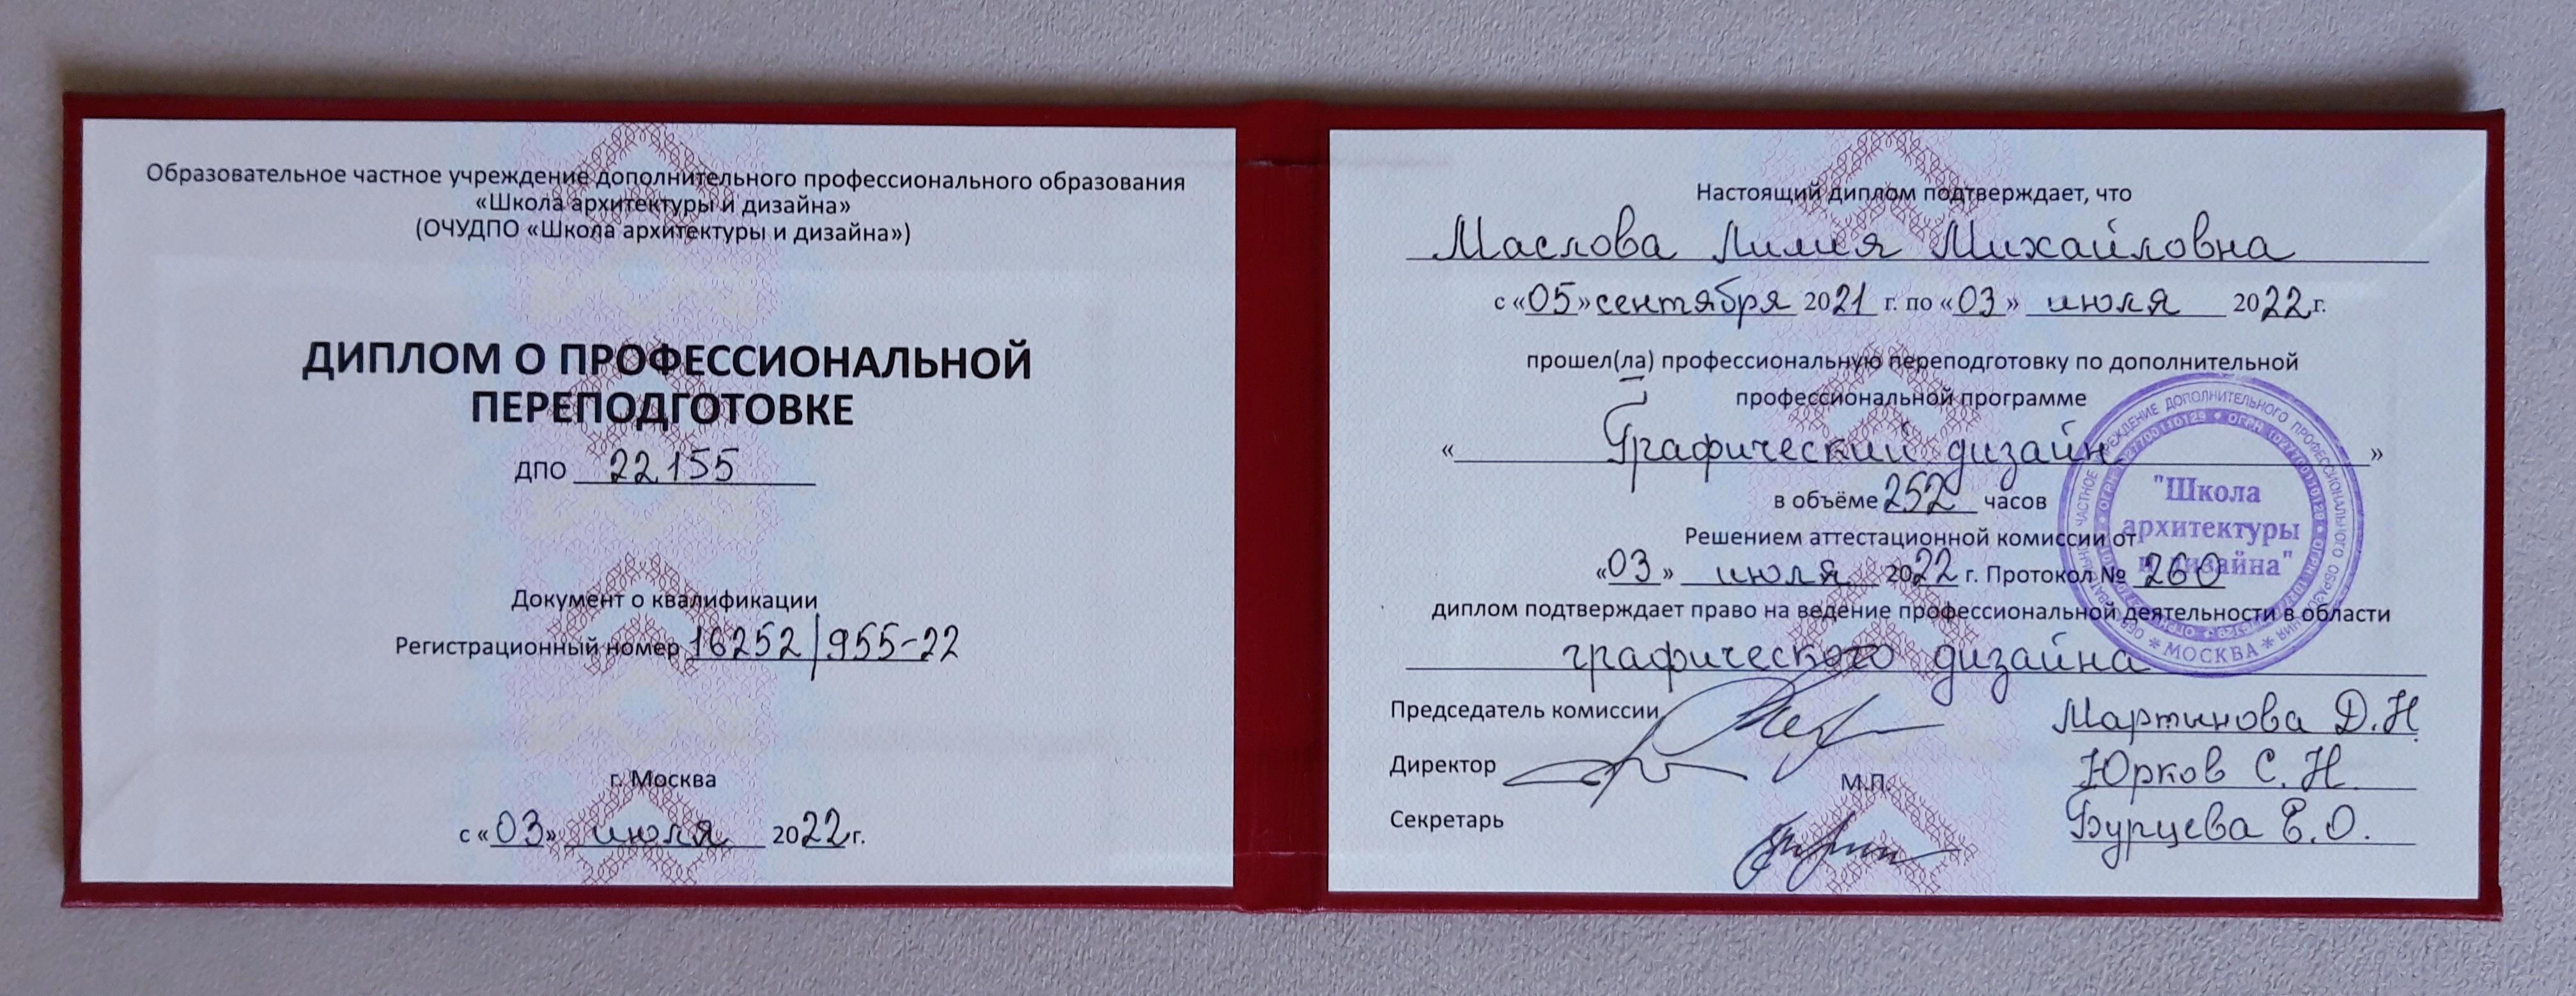 Образовательное частное учреждение дополнительного профессионального образования
«Школа архитектуры и дизайна»
(ОЧУДПО «Школа архитектуры и дизайна»)
ДИПЛОМ О ПРОФЕССИОНАЛЬНОЙ
ПЕРЕПОДГОТОВКЕ
ДПО 22.155
Документ о квалификации
Регистрационный номер 16252/955-22
г. Москва
с «03» июля 2022 г.
Настоящий диплом подтверждает, что
Маслова Лилия Михайловна
с «05» сентября 2021 г. по «03» июля 2022 г.
прошел(ла) профессиональную переподготовку по дополнительной
профессиональной программе
«Графический дизайн»
в объёме 252 часов
Решением аттестационной комиссии от
«03» июля 2022 г. Протокол № 260
диплом подтверждает право на ведение профессиональной деятельности в области
графического дизайна
Председатель комиссии Мартынова Д.Н.
Директор Юрков С.Н.
М.П.
Секретарь Бурцева Е.О.
"Школа
архитектуры
и дизайна"
* МОСКВА *